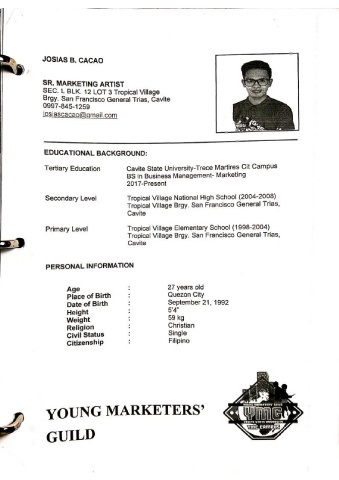 JOSIAS B. CACAO
SR. MARKETING ARTIST
SEC. L BLK. 12 LOT 3 Tropical Village
Brgy. San Francisco General Trias, Cavite
0997-845-1259
josiascacao@gmail.com
EDUCATIONAL BACKGROUND:
Tertiary Education Cavite State University-Trece Martires Cit Campus
BS in Business Management- Marketing
2017-Present
Secondary Level Tropical Village National High School (2004-2008)
Tropical Village Brgy. San Francisco General Trias,
Cavite
Primary Level Tropical Village Elementary School (1998-2004)
Tropical Village Brgy. San Francisco General Trias,
Cavite
PERSONAL INFORMATION
Age : 27 years old
Place of Birth : Quezon City
Date of Birth : September 21, 1992
Height : 5'4"
Weight : 59 kg
Religion : Christian
Civil Status : Single
Citizenship : Filipino
YOUNG MARKETERS'
GUILD
YMG